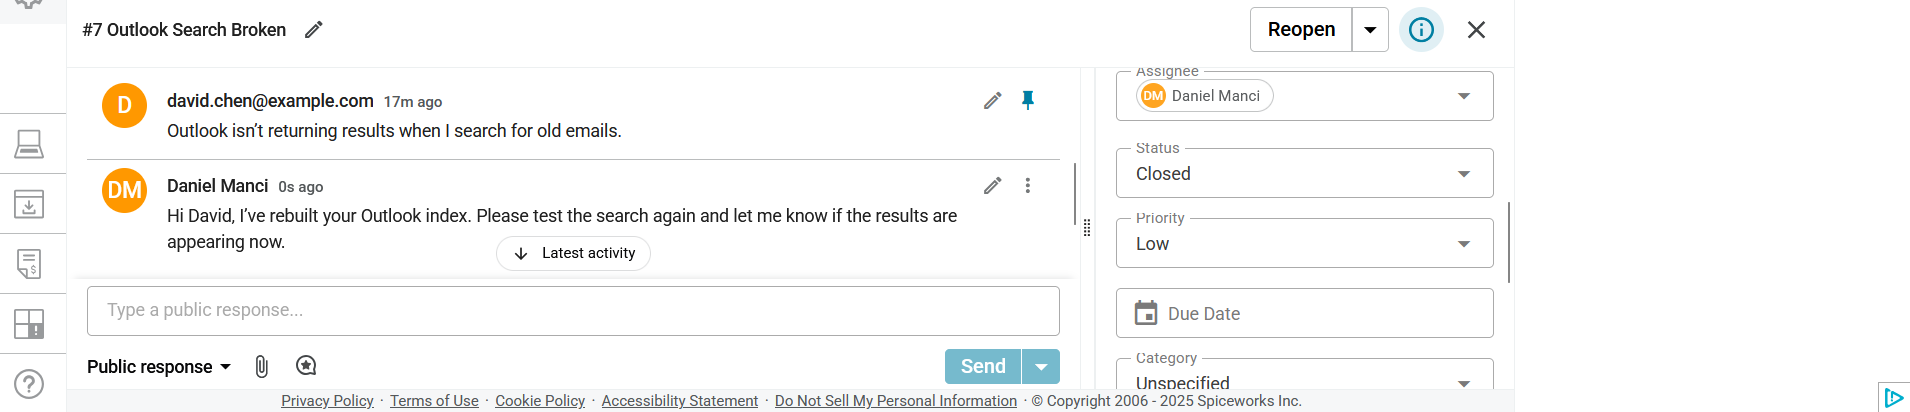 #7 Outlook Search Broken
Reopen
D
david.chen@example.com 17m ago
Outlook isn’t returning results when I search for old emails.
DM
Daniel Manci 0s ago
Hi David, I’ve rebuilt your Outlook index. Please test the search again and let me know if the results are
appearing now.
Latest activity
Type a public response...
Public response
Send
Assignee
DM Daniel Manci
Status
Closed
Priority
Low
Due Date
Category
Unspecified
Privacy Policy · Terms of Use · Cookie Policy · Accessibility Statement · Do Not Sell My Personal Information · © Copyright 2006 - 2025 Spiceworks Inc.